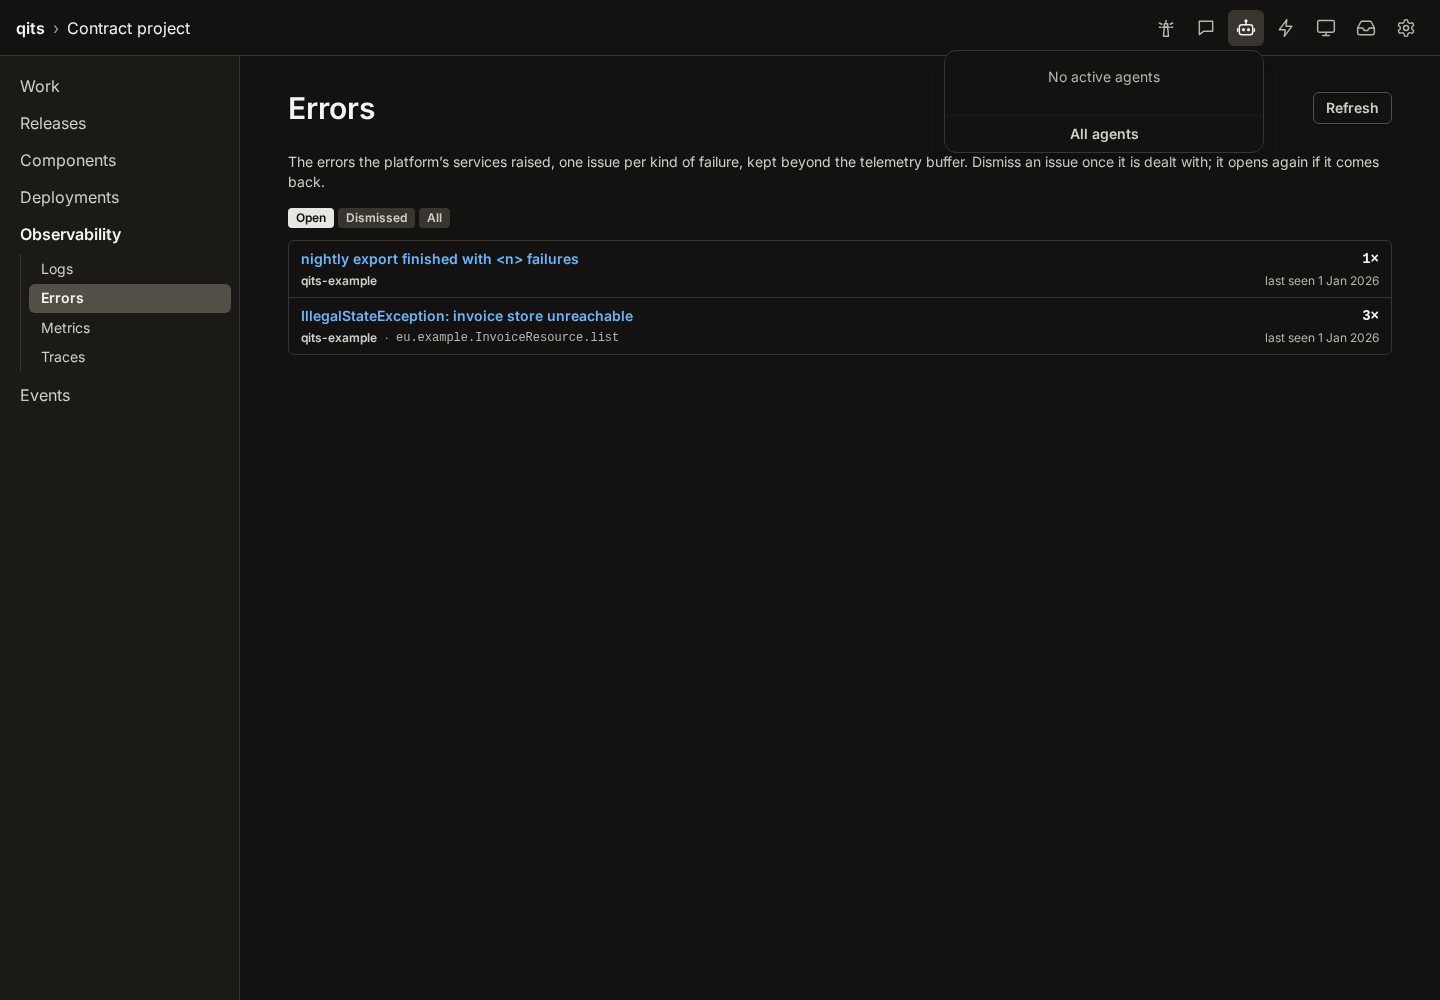 qits › Contract project
No active agents
All agents
Work
Releases
Components
Deployments
Observability
Logs
Errors
Metrics
Traces
Events
Errors
Refresh
The errors the platform’s services raised, one issue per kind of failure, kept beyond the telemetry buffer. Dismiss an issue once it is dealt with; it opens again if it comes
back.
Open Dismissed All
nightly export finished with <n> failures 1×
qits-example last seen 1 Jan 2026
IllegalStateException: invoice store unreachable 3×
qits-example · eu.example.InvoiceResource.list last seen 1 Jan 2026